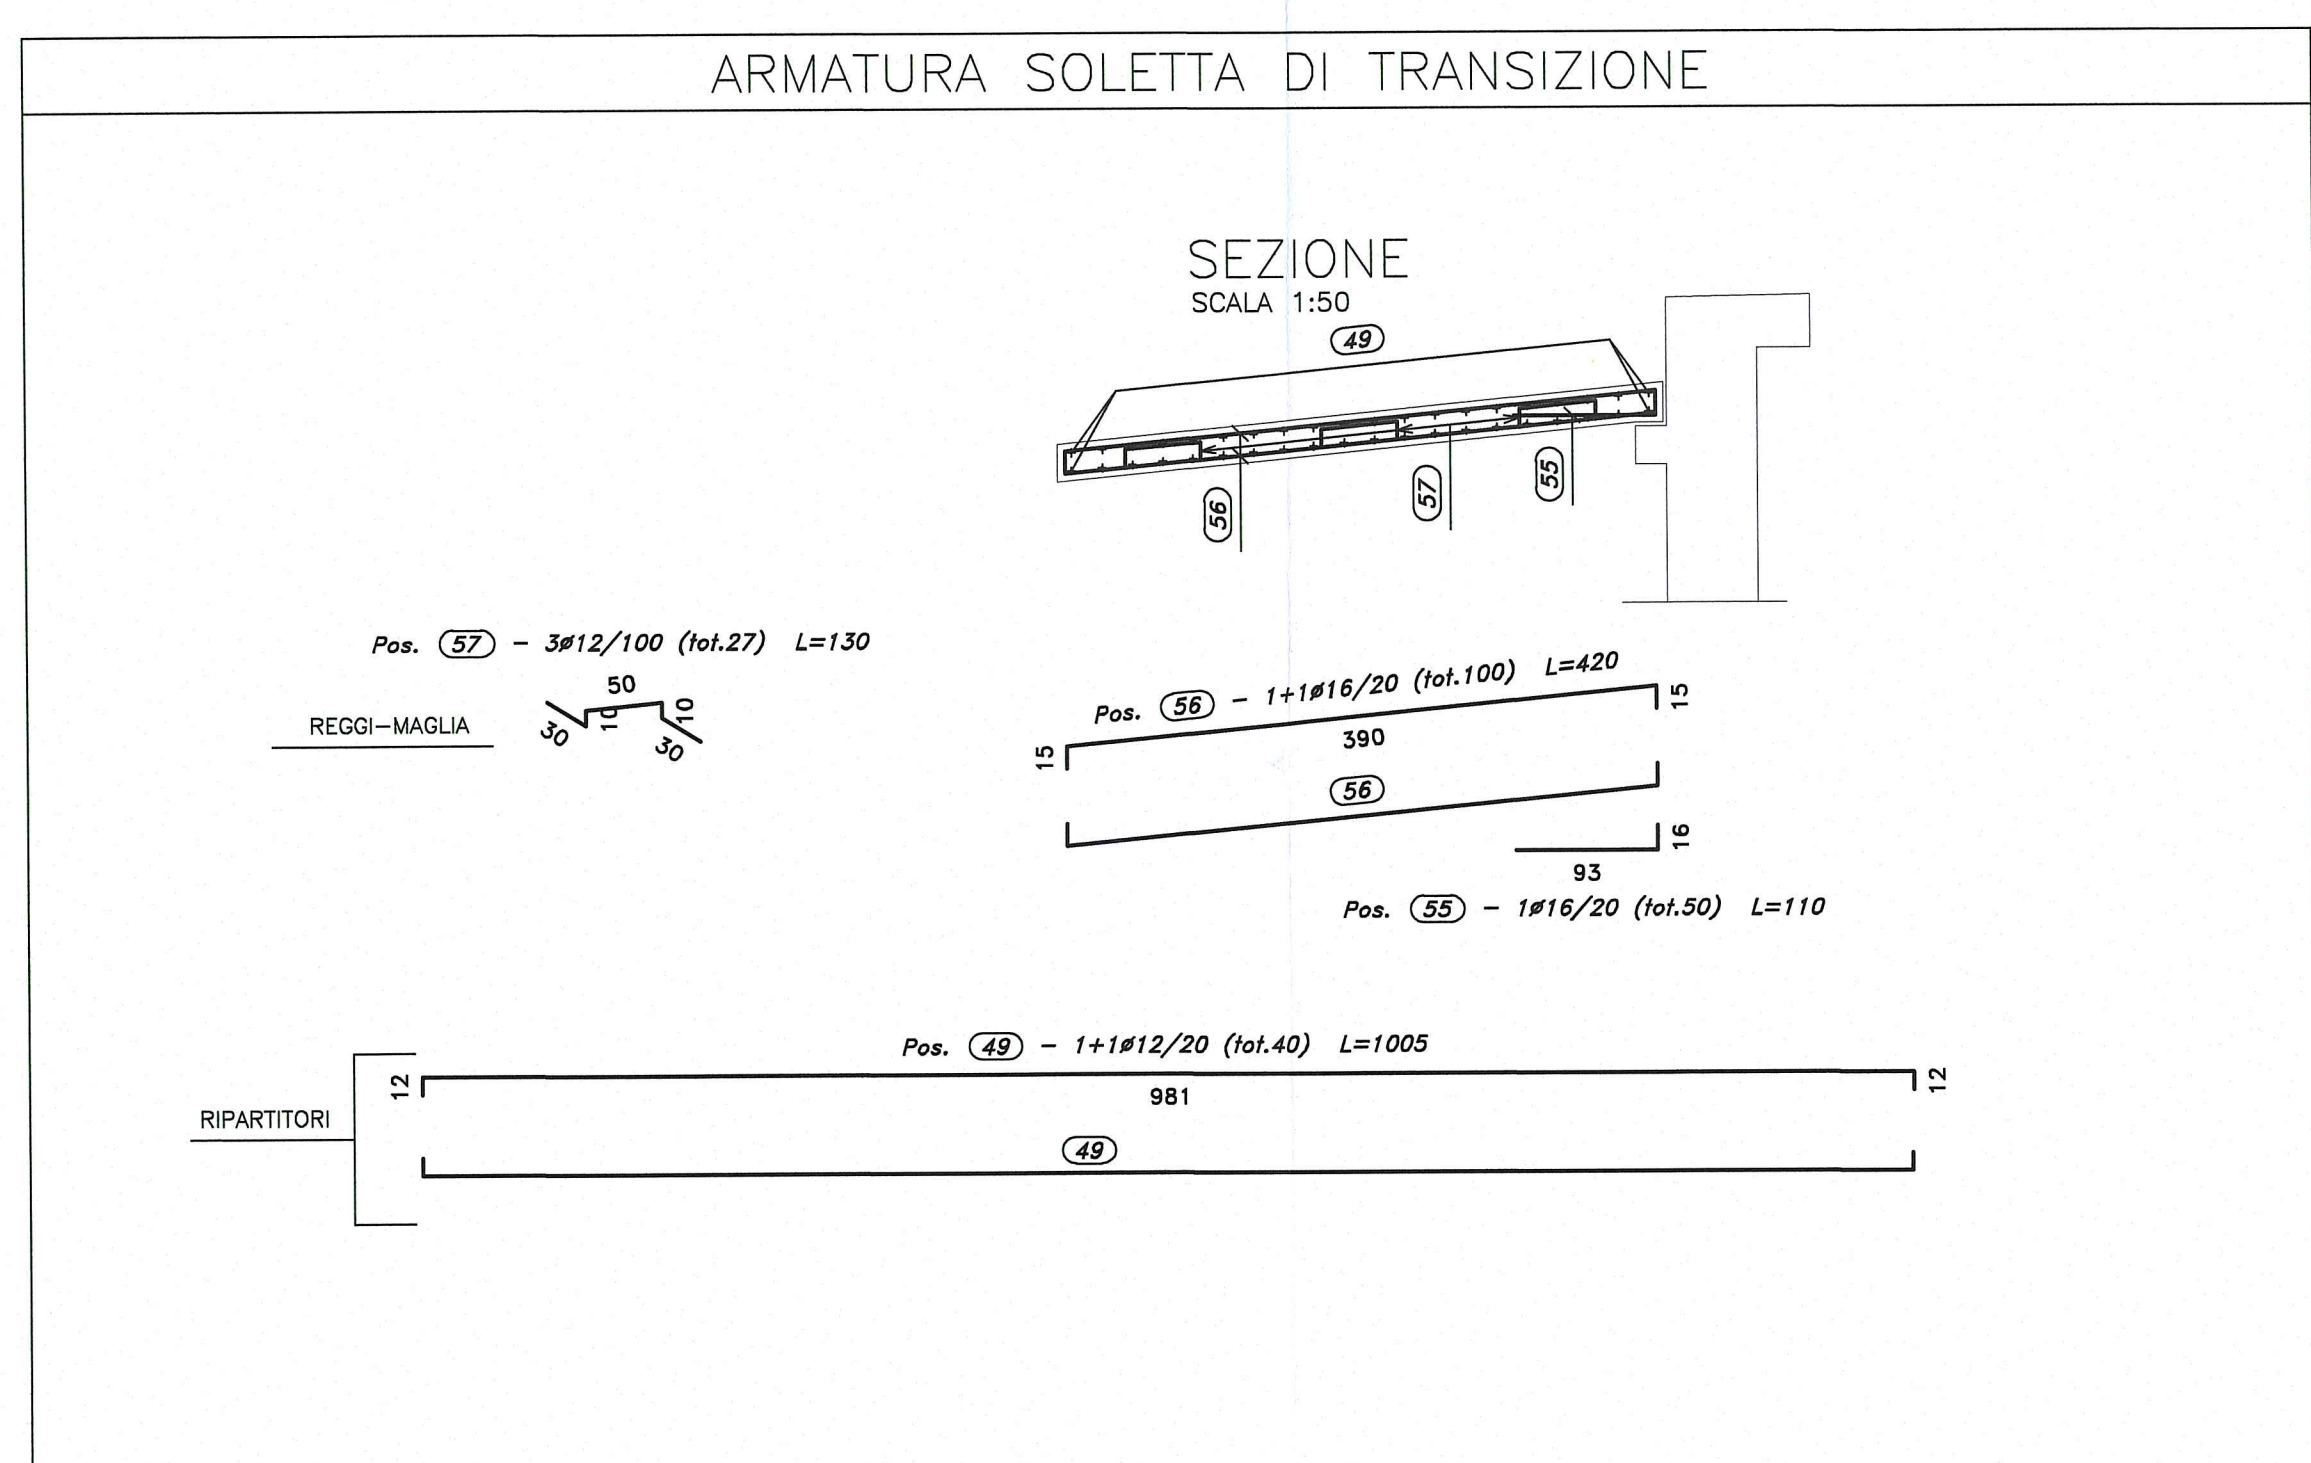 ARMATURA SOLETTA DI TRANSIZIONE
SEZIONE
SCALA 1:50
49
56
57
55
Pos. 57 - 3ø12/100 (tot.27) L=130
50
10
10
30
30
REGGI-MAGLIA
Pos. 56 - 1+1ø16/20 (tot.100) L=420
15
390
15
56
16
93
Pos. 55 - 1ø16/20 (tot.50) L=110
Pos. 49 - 1+1ø12/20 (tot.40) L=1005
12
981
12
RIPARTITORI
49